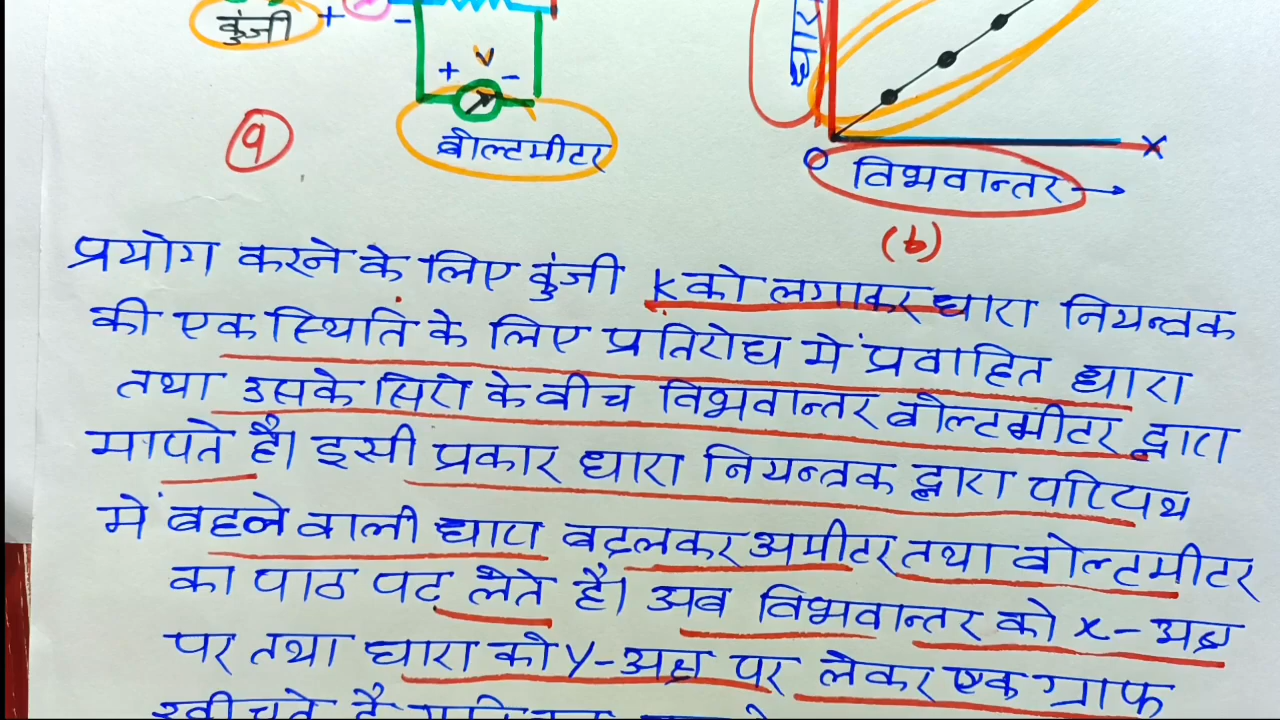 कुंजी + - 
V
+ -
(9)
वोल्टमीटर
धारा
O
X
विभवान्तर →
(b)
प्रयोग करने के लिए कुंजी K को लगाकर धारा नियन्त्रक
की एक स्थिति के लिए प्रतिरोध में प्रवाहित धारा
तथा उसके सिरो के बीच विभवान्तर वोल्टमीटर द्वारा
मापते है। इसी प्रकार धारा नियन्त्रक द्वारा परिपथ
में बहने वाली धारा बदलकर अमीटर तथा वोल्टमीटर
का पाठ पढ़ लेते है। अब विभवान्तर को x-अक्ष
पर तथा धारा को y-अक्ष पर लेकर एक ग्राफ
खीचते है